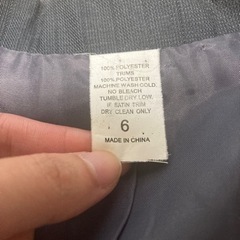 100% POLYESTER
TRIMS
100% POLYESTER
MACHINE WASH COLD
NO BLEACH
TUMBLE DRY LOW
IF SATIN TRIM
DRY CLEAN ONLY
6
MADE IN CHINA